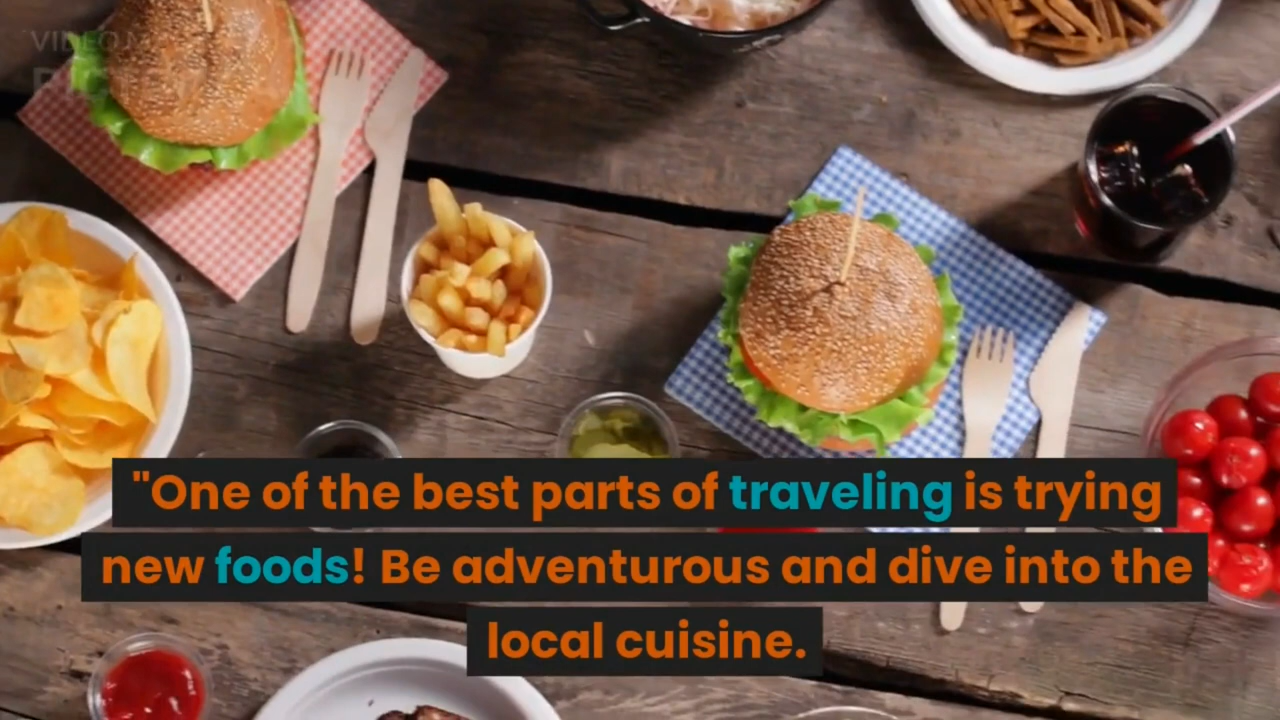 "One of the best parts of traveling is trying
new foods! Be adventurous and dive into the
local cuisine.